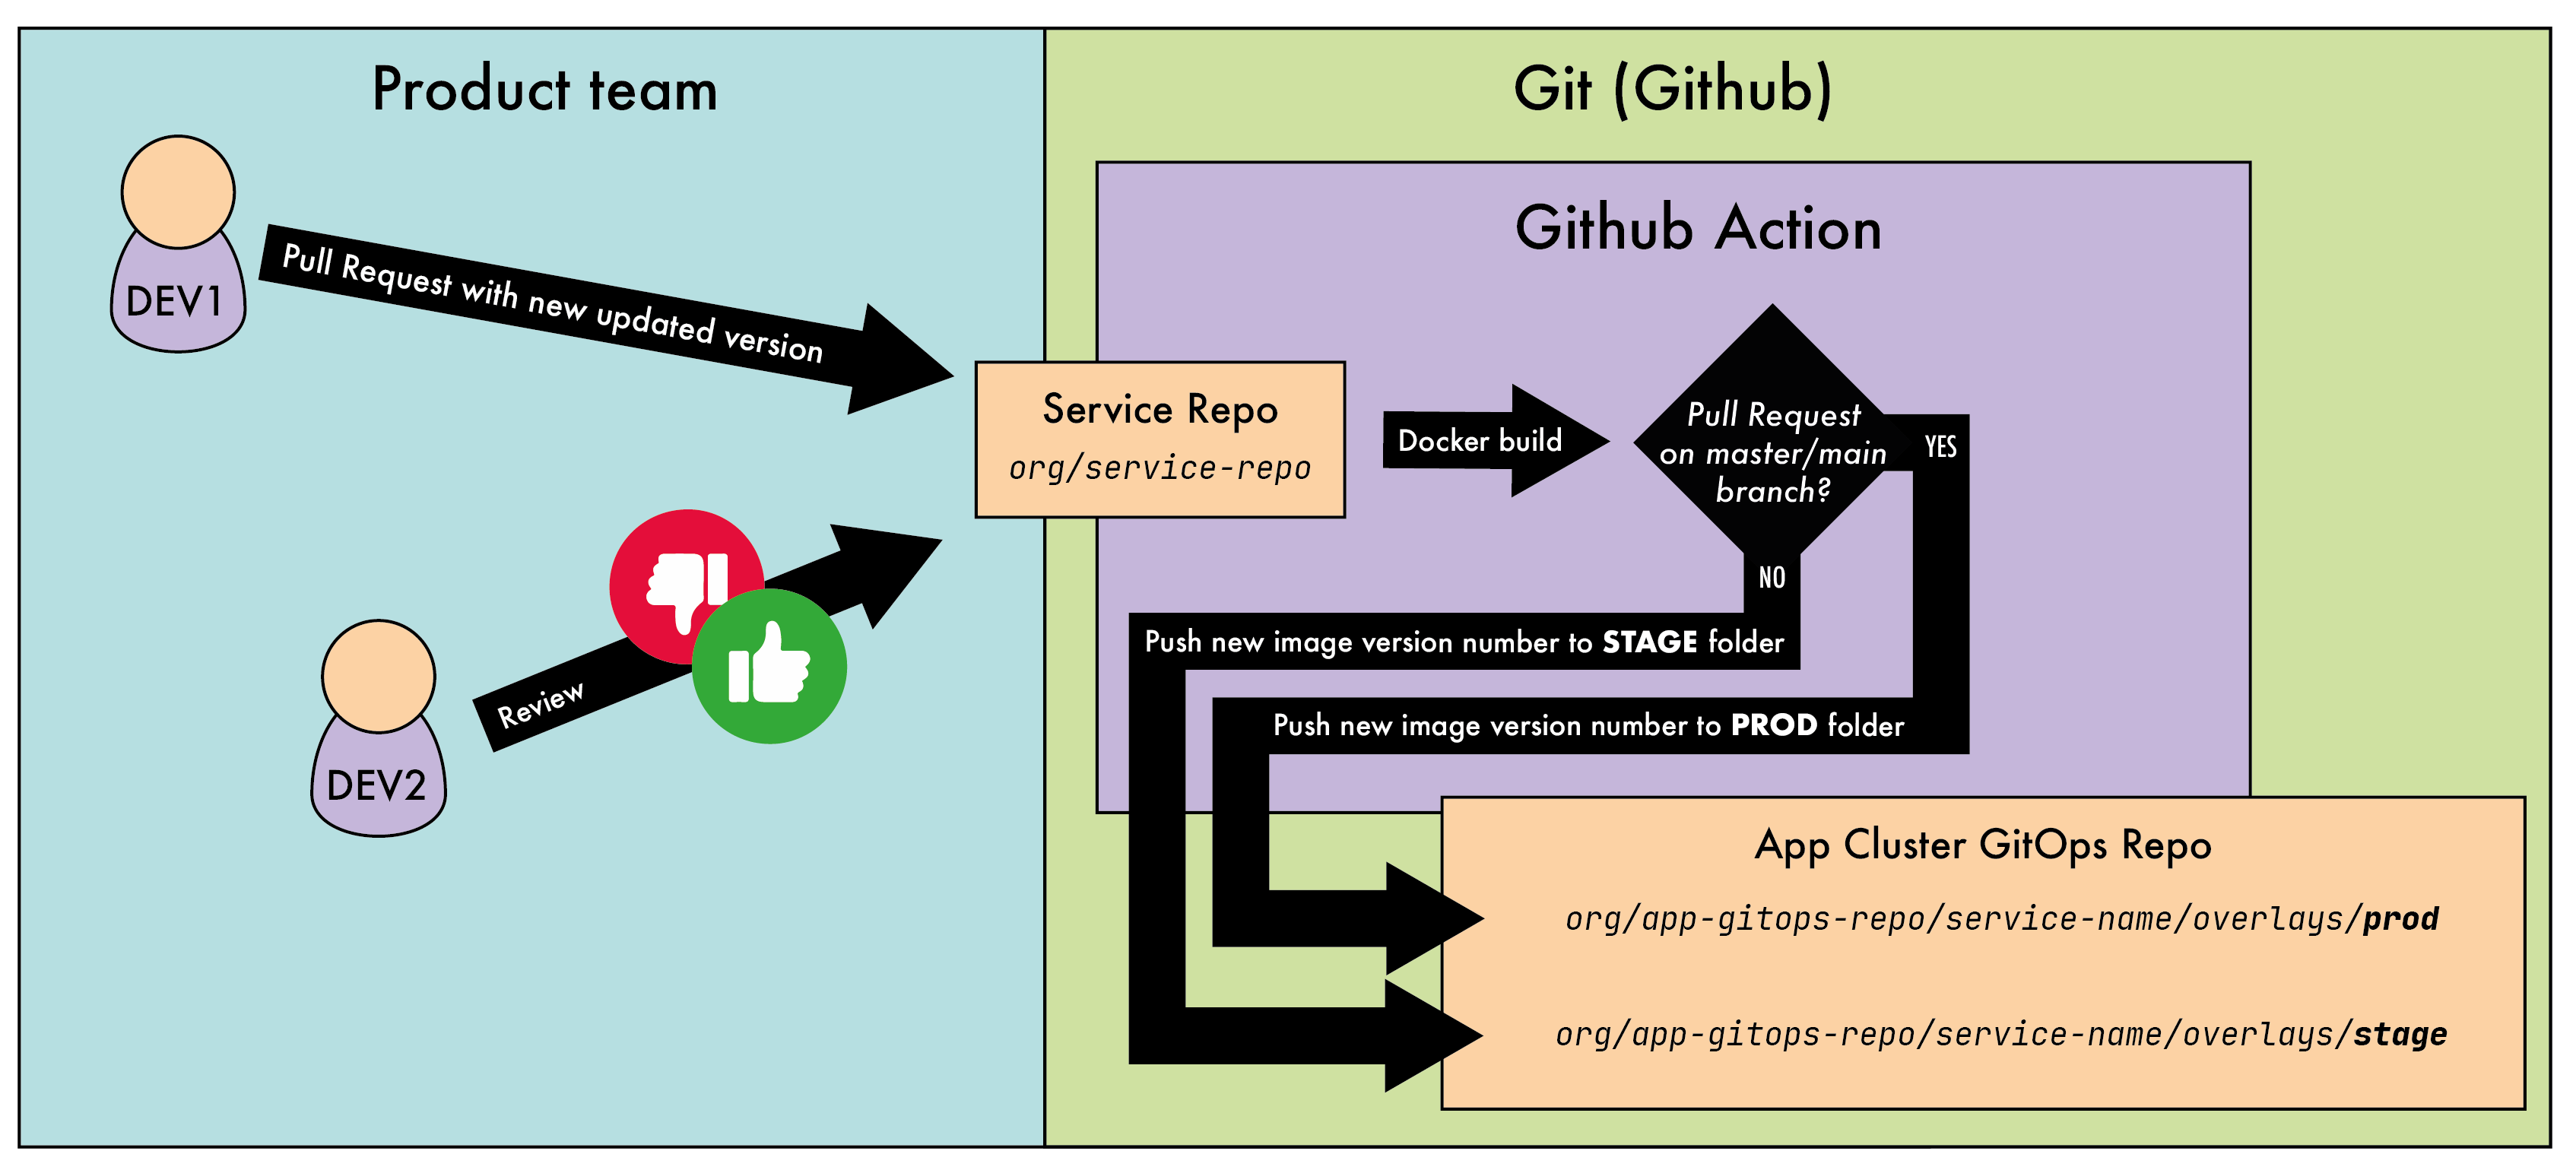 Product team
DEV1
Pull Request with new updated version
DEV2
Review
Git (Github)
Github Action
Service Repo
org/service-repo
Docker build
Pull Request
on master/main
branch?
YES
NO
Push new image version number to STAGE folder
Push new image version number to PROD folder
App Cluster GitOps Repo
org/app-gitops-repo/service-name/overlays/prod
org/app-gitops-repo/service-name/overlays/stage